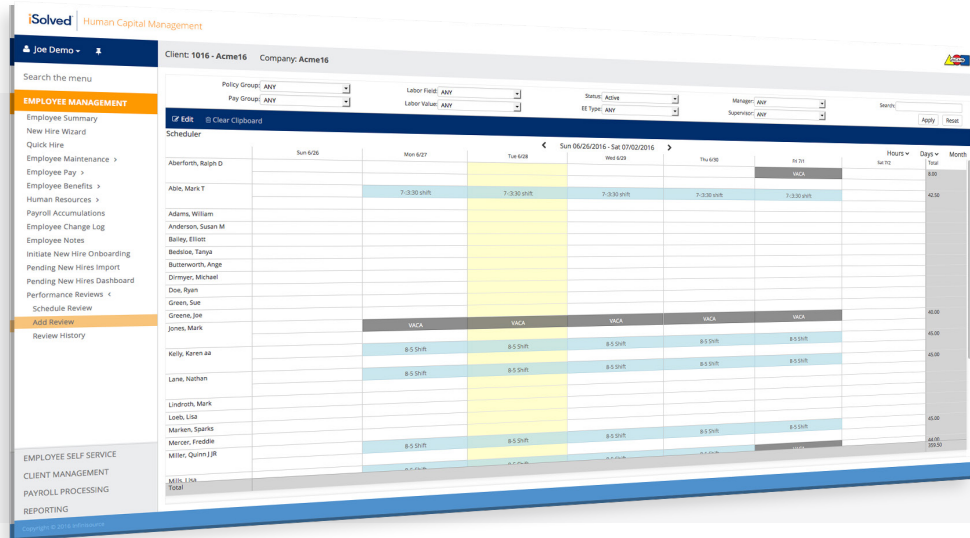 iSolved Human Capital Management
Joe Demo
Client: 1016 - Acme16 Company: Acme16
Search the menu
EMPLOYEE MANAGEMENT
Employee Summary
New Hire Wizard
Quick Hire
Employee Maintenance >
Employee Pay >
Employee Benefits >
Human Resources >
Payroll Accumulations
Employee Change Log
Employee Notes
Initiate New Hire Onboarding
Pending New Hires Import
Pending New Hires Dashboard
Performance Reviews <
Schedule Review
Add Review
Review History
EMPLOYEE SELF SERVICE
CLIENT MANAGEMENT
PAYROLL PROCESSING
REPORTING
Policy Group: ANY Labor Field: ANY Status: Active Manager: ANY Search:
Pay Group: ANY Labor Value: ANY EE Type: ANY Supervisor: ANY Apply Reset
Edit Clear Clipboard
Scheduler < Sun 06/26/2016 - Sat 07/02/2016 > Hours Days Month
Sun 6/26 Mon 6/27 Tue 6/28 Wed 6/29 Thu 6/30 Fri 7/1 Sat 7/2 Total
Aberforth, Ralph D VACA 8.00
Able, Mark T 7-:3:30 shift 7-:3:30 shift 7-:3:30 shift 7-:3:30 shift 7-:3:30 shift 42.50
Adams, William
Anderson, Susan M
Bailey, Elliott
Bedsloe, Tanya
Butterworth, Ange
Dirmyer, Michael
Doe, Ryan
Green, Sue
Greene, Joe
Jones, Mark VACA VACA VACA VACA VACA 40.00
Kelly, Karen aa 8-5 Shift 8-5 Shift 8-5 Shift 8-5 Shift 8-5 Shift 45.00
Lane, Nathan 8-5 Shift 8-5 Shift 8-5 Shift 8-5 Shift 8-5 Shift 45.00
Lindroth, Mark
Loeb, Lisa
Marken, Sparks
Mercer, Freddie
Miller, Quinn J JR 8-5 Shift 8-5 Shift 8-5 Shift 8-5 Shift 8-5 Shift 45.00
Mills, Lisa 44.00
Total 359.50